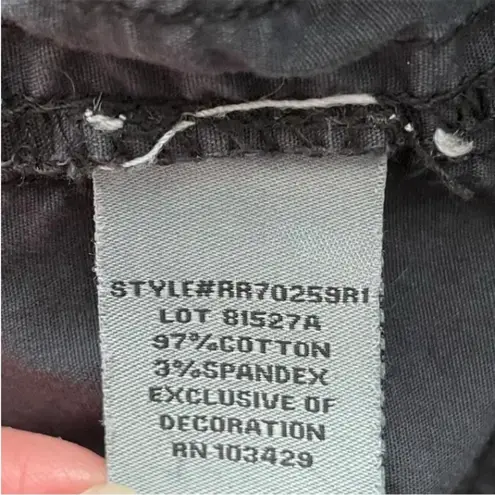 STYLE#RR70259R1
LOT 81527A
97%COTTON
3%SPANDEX
EXCLUSIVE OF
DECORATION
RN 103429